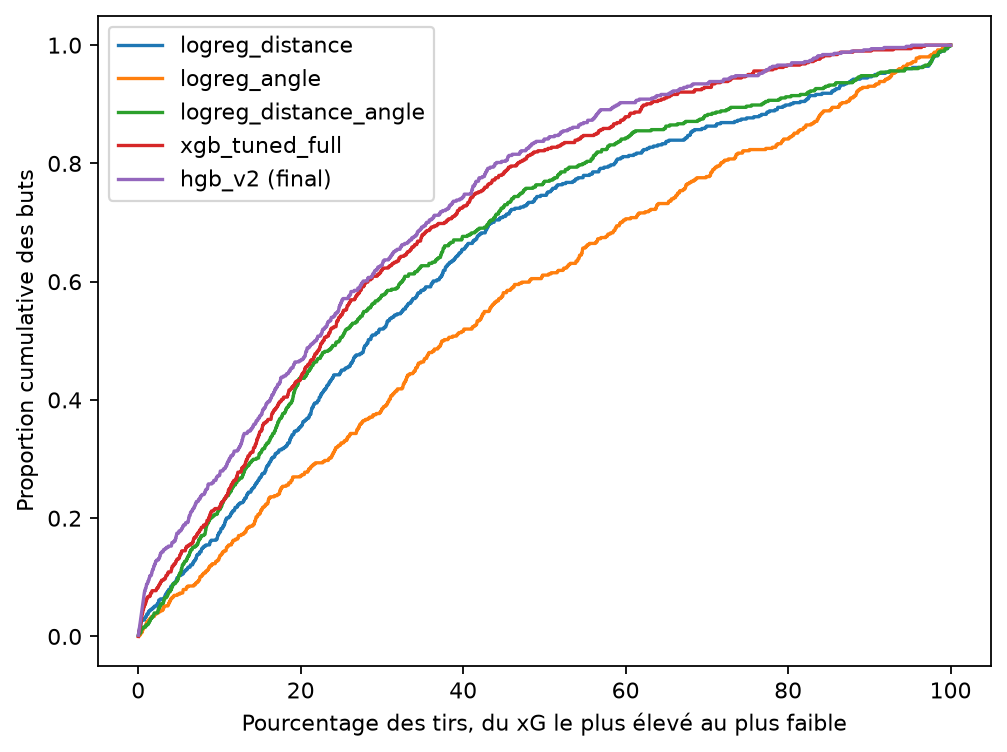 logreg_distance
logreg_angle
logreg_distance_angle
xgb_tuned_full
hgb_v2 (final)
1.0
0.8
0.6
0.4
0.2
0.0
Proportion cumulative des buts
0 20 40 60 80 100
Pourcentage des tirs, du xG le plus élevé au plus faible